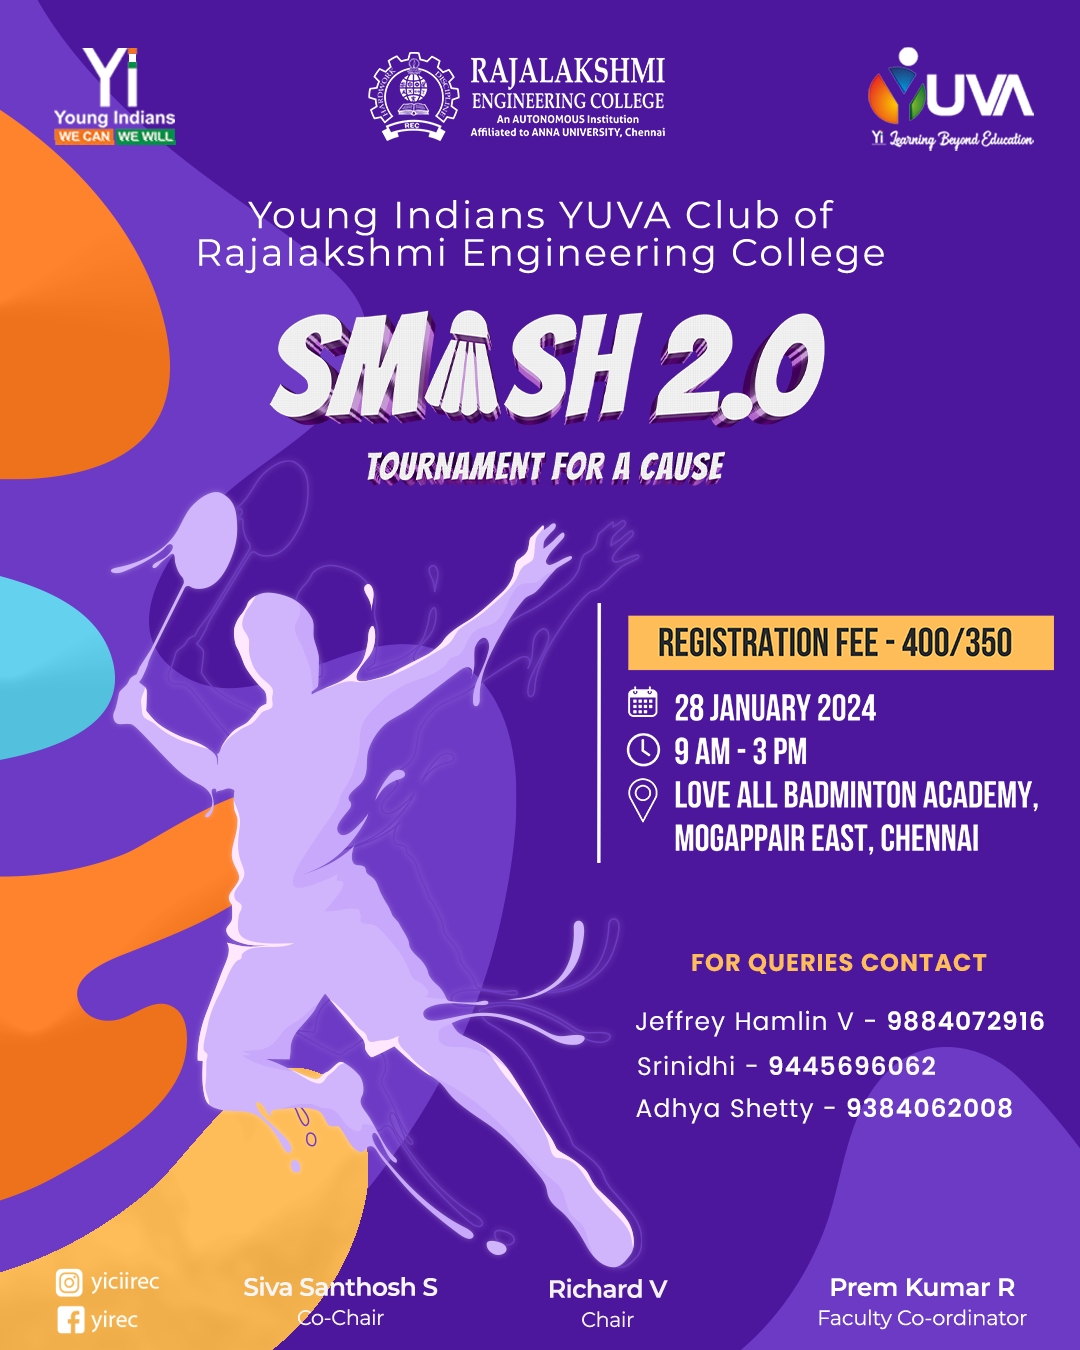 Yi
Young Indians
WE CAN WE WILL
RAJALAKSHMI
ENGINEERING COLLEGE
An AUTONOMOUS Institution
Affiliated to ANNA UNIVERSITY, Chennai
REC
YUVA
Yi Learning Beyond Education
Young Indians YUVA Club of
Rajalakshmi Engineering College
SMASH 2.0
TOURNAMENT FOR A CAUSE
REGISTRATION FEE - 400/350
28 JANUARY 2024
9 AM - 3 PM
LOVE ALL BADMINTON ACADEMY,
MOGAPPAIR EAST, CHENNAI
FOR QUERIES CONTACT
Jeffrey Hamlin V - 9884072916
Srinidhi - 9445696062
Adhya Shetty - 9384062008
yiciirec
yirec
Siva Santhosh S
Co-Chair
Richard V
Chair
Prem Kumar R
Faculty Co-ordinator